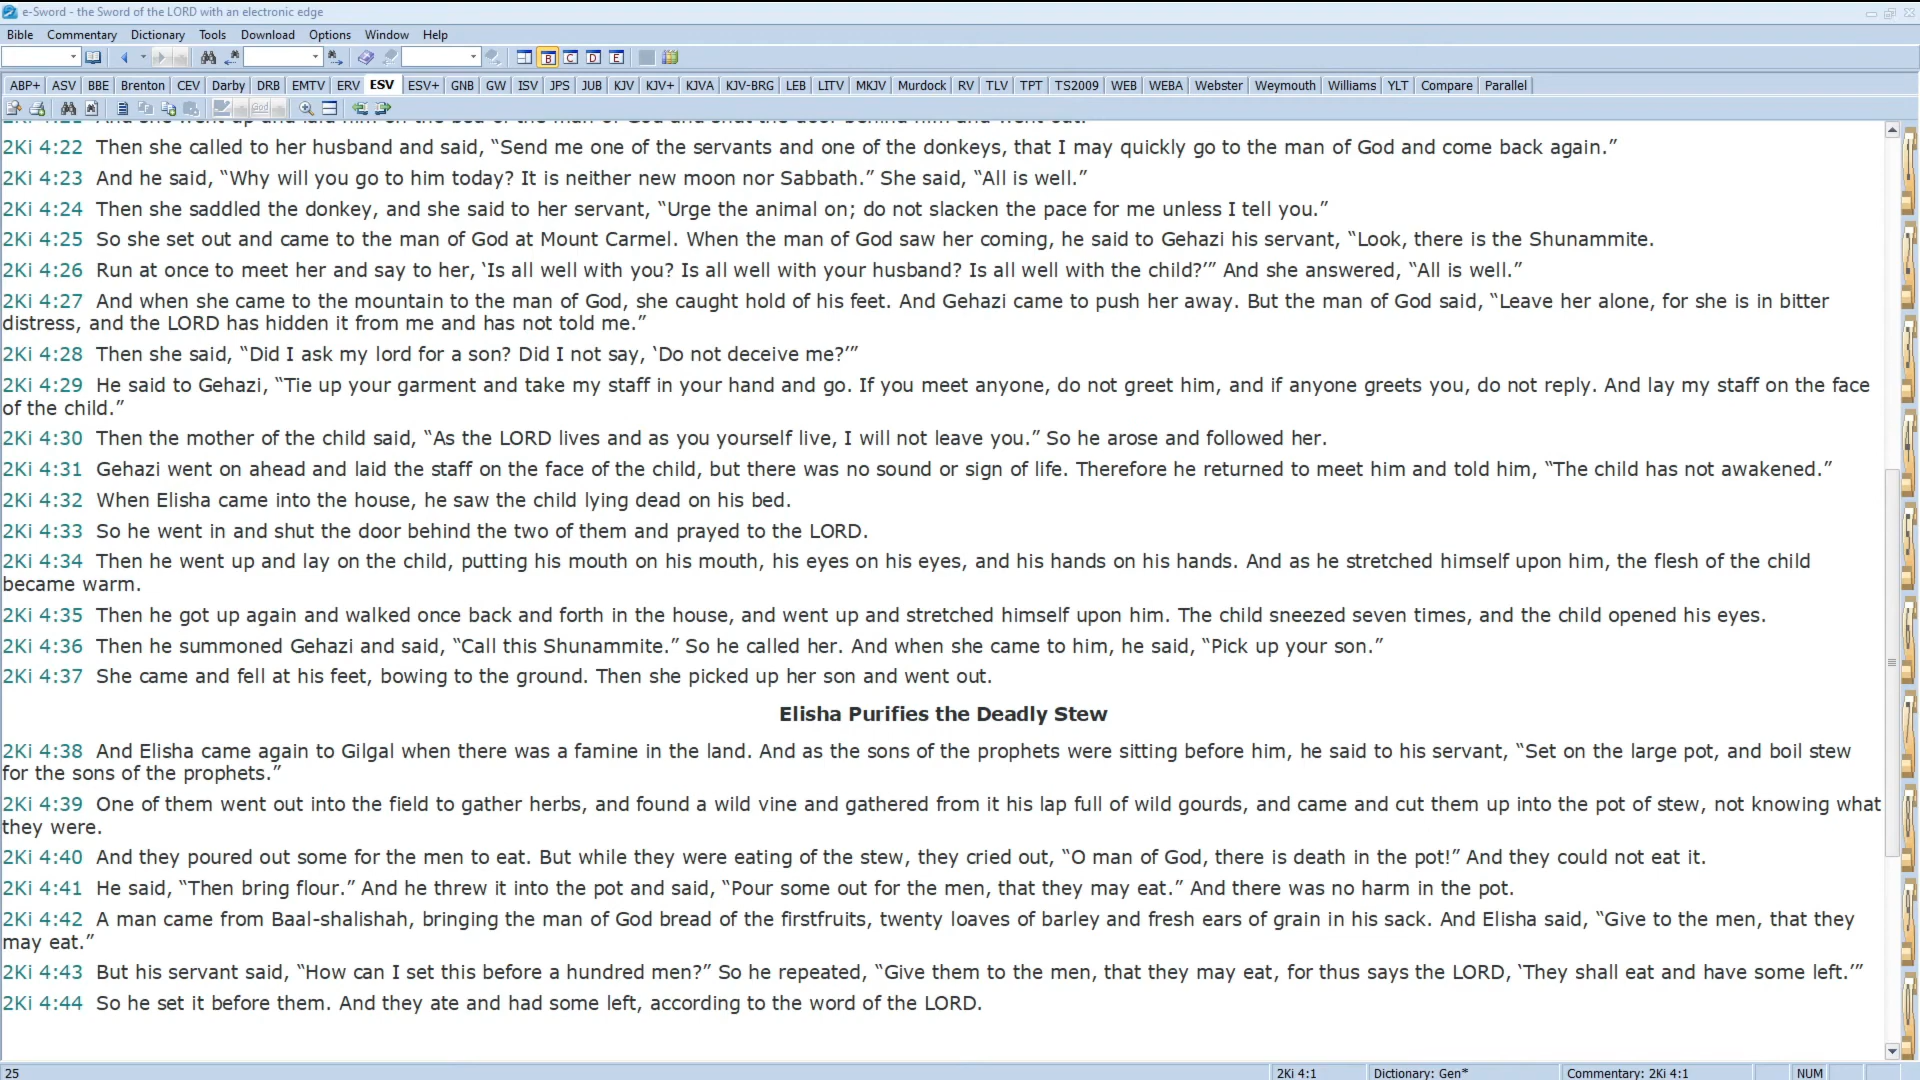 e-Sword - the Sword of the LORD with an electronic edge
Bible Commentary Dictionary Tools Download Options Window Help
B C D E
ABP+ ASV BBE Brenton CEV Darby DRB EMTV ERV ESV ESV+ GNB GW ISV JPS JUB KJV KJV+ KJVA KJV-BRG LEB LITV MKJV Murdock RV TLV TPT TS2009 WEB WEBA Webster Weymouth Williams YLT Compare Parallel
God
2Ki 4:21 And she went up and laid him on the bed of the man of God and shut the door behind him and went out.
2Ki 4:22 Then she called to her husband and said, “Send me one of the servants and one of the donkeys, that I may quickly go to the man of God and come back again.”
2Ki 4:23 And he said, “Why will you go to him today? It is neither new moon nor Sabbath.” She said, “All is well.”
2Ki 4:24 Then she saddled the donkey, and she said to her servant, “Urge the animal on; do not slacken the pace for me unless I tell you.”
2Ki 4:25 So she set out and came to the man of God at Mount Carmel. When the man of God saw her coming, he said to Gehazi his servant, “Look, there is the Shunammite.
2Ki 4:26 Run at once to meet her and say to her, ‘Is all well with you? Is all well with your husband? Is all well with the child?’” And she answered, “All is well.”
2Ki 4:27 And when she came to the mountain to the man of God, she caught hold of his feet. And Gehazi came to push her away. But the man of God said, “Leave her alone, for she is in bitter
distress, and the LORD has hidden it from me and has not told me.”
2Ki 4:28 Then she said, “Did I ask my lord for a son? Did I not say, ‘Do not deceive me?’”
2Ki 4:29 He said to Gehazi, “Tie up your garment and take my staff in your hand and go. If you meet anyone, do not greet him, and if anyone greets you, do not reply. And lay my staff on the face
of the child.”
2Ki 4:30 Then the mother of the child said, “As the LORD lives and as you yourself live, I will not leave you.” So he arose and followed her.
2Ki 4:31 Gehazi went on ahead and laid the staff on the face of the child, but there was no sound or sign of life. Therefore he returned to meet him and told him, “The child has not awakened.”
2Ki 4:32 When Elisha came into the house, he saw the child lying dead on his bed.
2Ki 4:33 So he went in and shut the door behind the two of them and prayed to the LORD.
2Ki 4:34 Then he went up and lay on the child, putting his mouth on his mouth, his eyes on his eyes, and his hands on his hands. And as he stretched himself upon him, the flesh of the child
became warm.
2Ki 4:35 Then he got up again and walked once back and forth in the house, and went up and stretched himself upon him. The child sneezed seven times, and the child opened his eyes.
2Ki 4:36 Then he summoned Gehazi and said, “Call this Shunammite.” So he called her. And when she came to him, he said, “Pick up your son.”
2Ki 4:37 She came and fell at his feet, bowing to the ground. Then she picked up her son and went out.
Elisha Purifies the Deadly Stew
2Ki 4:38 And Elisha came again to Gilgal when there was a famine in the land. And as the sons of the prophets were sitting before him, he said to his servant, “Set on the large pot, and boil stew
for the sons of the prophets.”
2Ki 4:39 One of them went out into the field to gather herbs, and found a wild vine and gathered from it his lap full of wild gourds, and came and cut them up into the pot of stew, not knowing what
they were.
2Ki 4:40 And they poured out some for the men to eat. But while they were eating of the stew, they cried out, “O man of God, there is death in the pot!” And they could not eat it.
2Ki 4:41 He said, “Then bring flour.” And he threw it into the pot and said, “Pour some out for the men, that they may eat.” And there was no harm in the pot.
2Ki 4:42 A man came from Baal-shalishah, bringing the man of God bread of the firstfruits, twenty loaves of barley and fresh ears of grain in his sack. And Elisha said, “Give to the men, that they
may eat.”
2Ki 4:43 But his servant said, “How can I set this before a hundred men?” So he repeated, “Give them to the men, that they may eat, for thus says the LORD, ‘They shall eat and have some left.’”
2Ki 4:44 So he set it before them. And they ate and had some left, according to the word of the LORD.
25 2Ki 4:1 Dictionary: Gen* Commentary: 2Ki 4:1 NUM